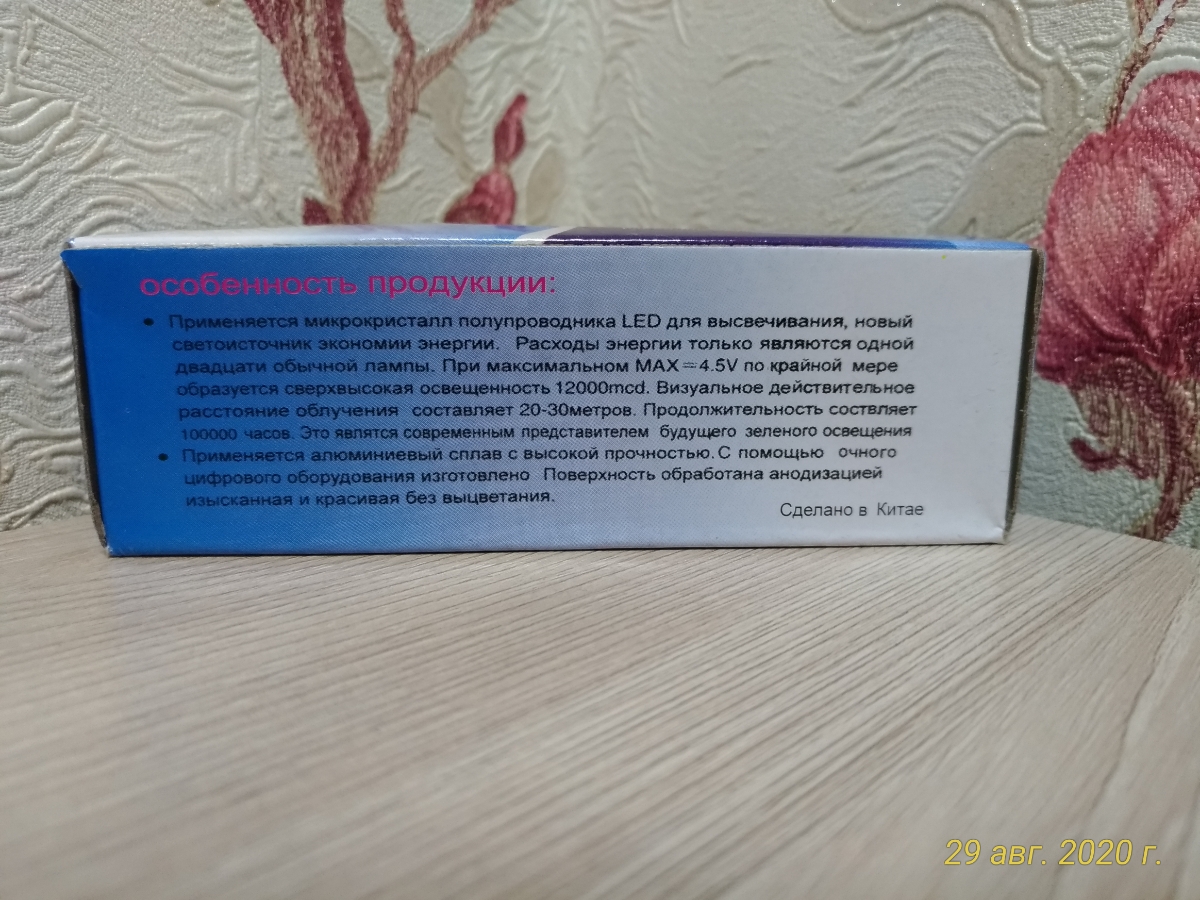 особенность продукции:
• Применяется микрокристалл полупроводника LED для высвечивания, новый
светоисточник экономии энергии. Расходы энергии только являются одной
двадцати обычной лампы. При максимальном MAX=4.5V по крайной мере
образуется сверхвысокая освещенность 12000mcd. Визуальное действительное
расстояние облучения составляет 20-30метров. Продолжительность соствляет
100000 часов. Это являтся современным представителем будущего зеленого освещения
• Применяется алюминиевый сплав с высокой прочностью. С помощью очного
цифрового оборудования изготовлено Поверхность обработана анодизацией
изысканная и красивая без выцветания.
Сделано в Китае
29 авг. 2020 г.